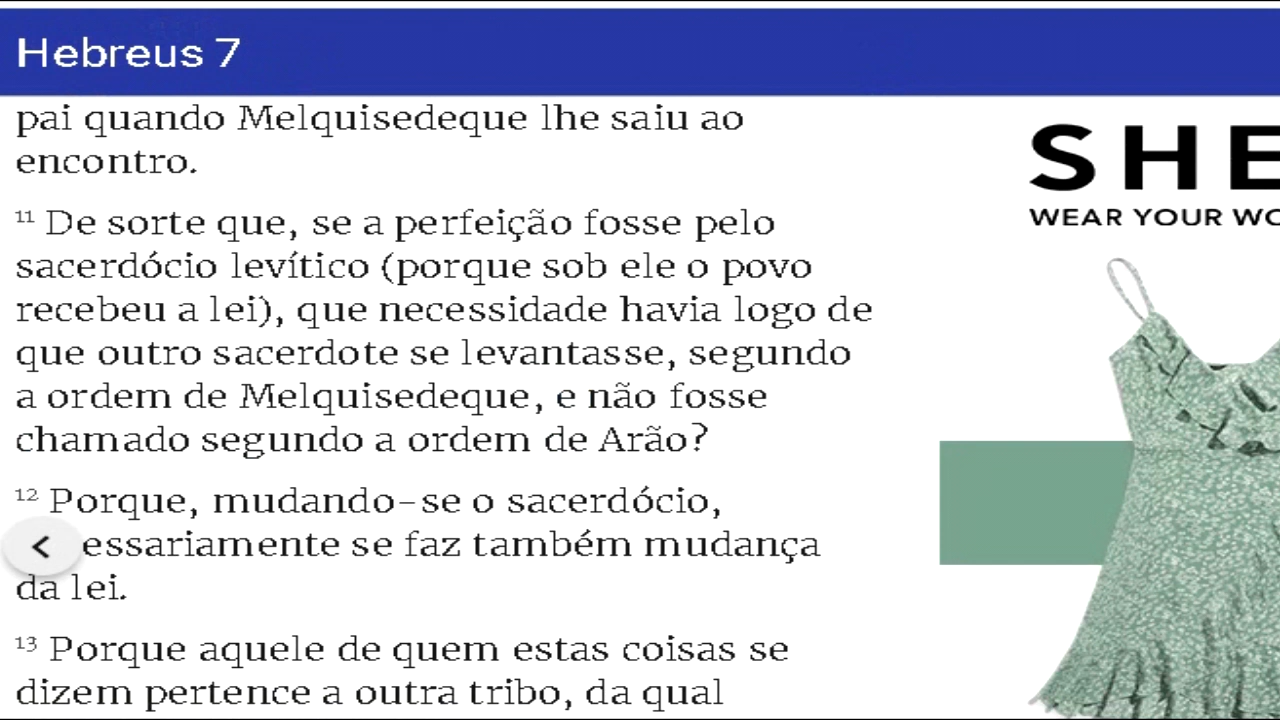 Hebreus 7
pai quando Melquisedeque lhe saiu ao
encontro.
11 De sorte que, se a perfeição fosse pelo
sacerdócio levítico (porque sob ele o povo
recebeu a lei), que necessidade havia logo de
que outro sacerdote se levantasse, segundo
a ordem de Melquisedeque, e não fosse
chamado segundo a ordem de Arão?
12 Porque, mudando-se o sacerdócio,
essariamente se faz também mudança
da lei.
13 Porque aquele de quem estas coisas se
dizem pertence a outra tribo, da qual
SHE
WEAR YOUR WO